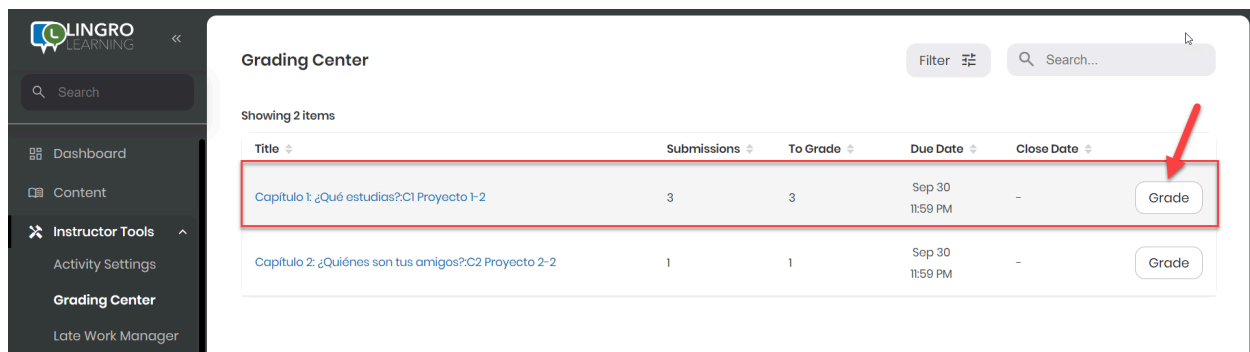 LINGRO
LEARNING
Search
Dashboard
Content
Instructor Tools
Activity Settings
Grading Center
Late Work Manager
Grading Center
Filter
Search...
Showing 2 items
Title Submissions To Grade Due Date Close Date
Capítulo 1: ¿Qué estudias?:C1 Proyecto 1-2 3 3 Sep 30 11:59 PM - Grade
Capítulo 2: ¿Quiénes son tus amigos?:C2 Proyecto 2-2 1 1 Sep 30 11:59 PM - Grade